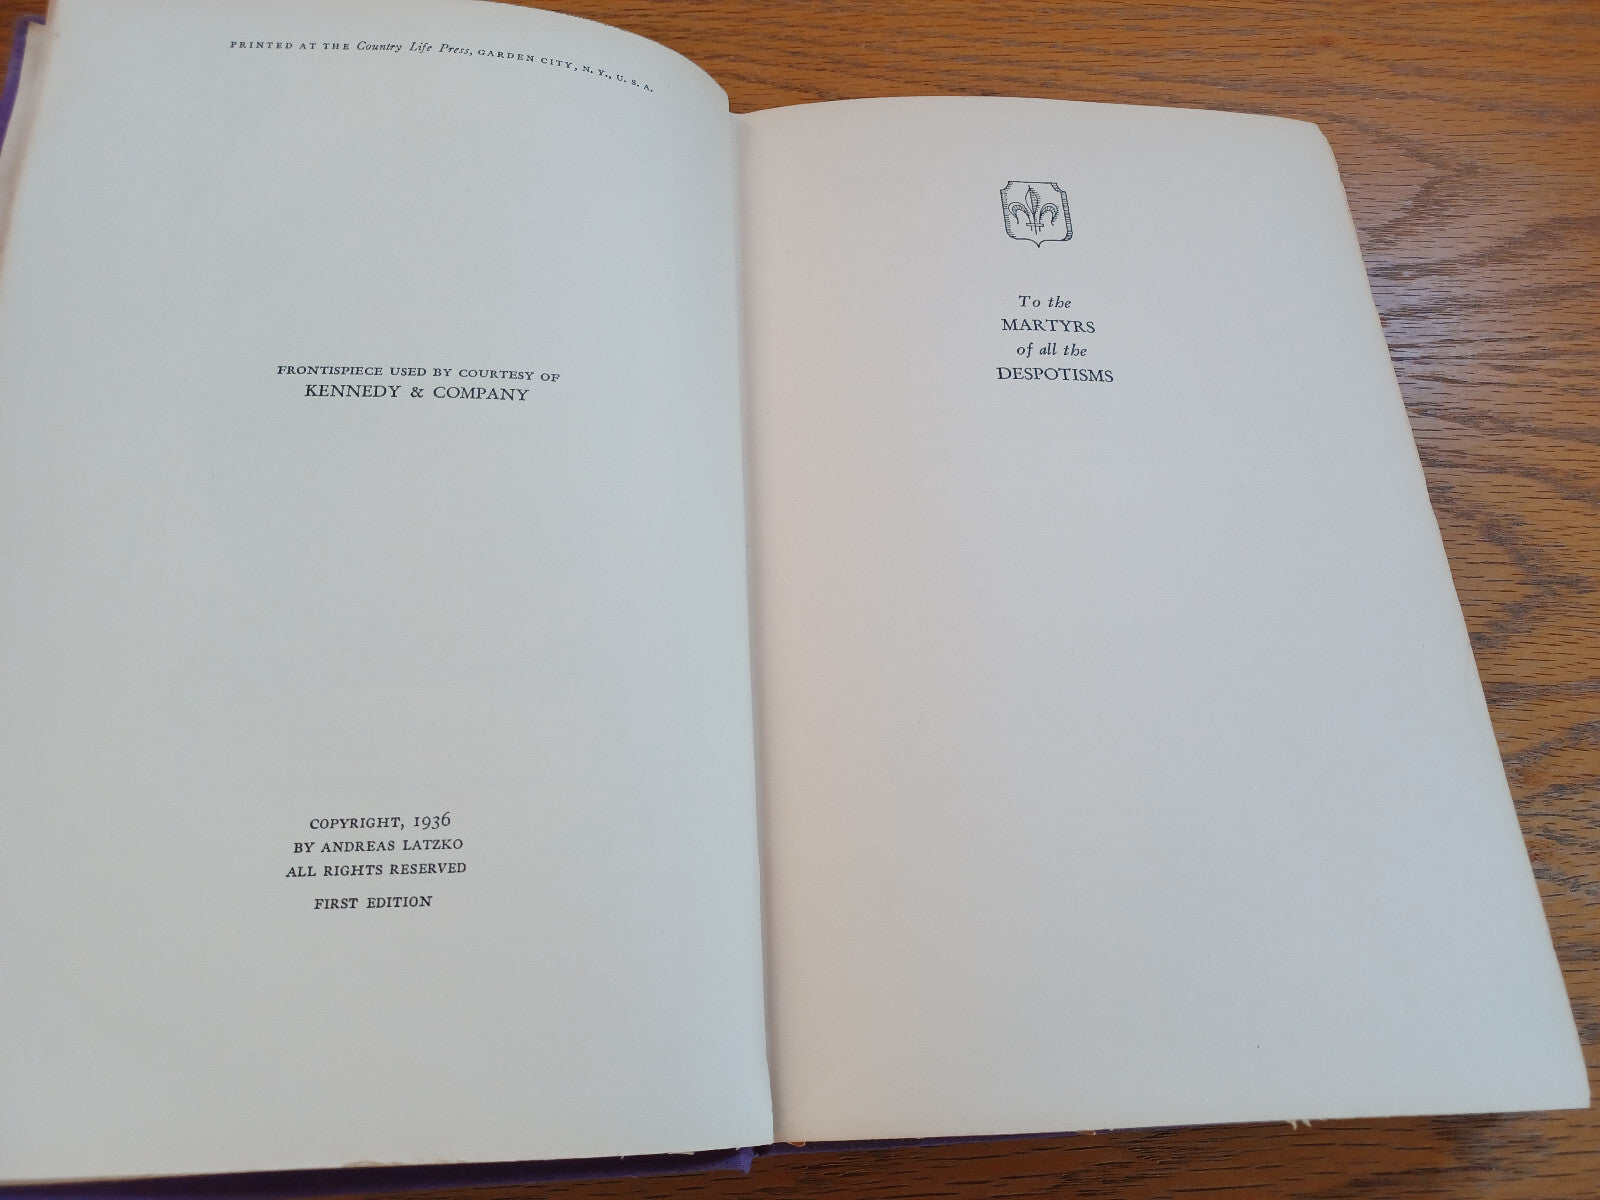 PRINTED AT THE Country Life Press, GARDEN CITY, N. Y., U. S. A.
FRONTISPIECE USED BY COURTESY OF
KENNEDY & COMPANY
COPYRIGHT, 1936
BY ANDREAS LATZKO
ALL RIGHTS RESERVED
FIRST EDITION
To the
MARTYRS
of all the
DESPOTISMS